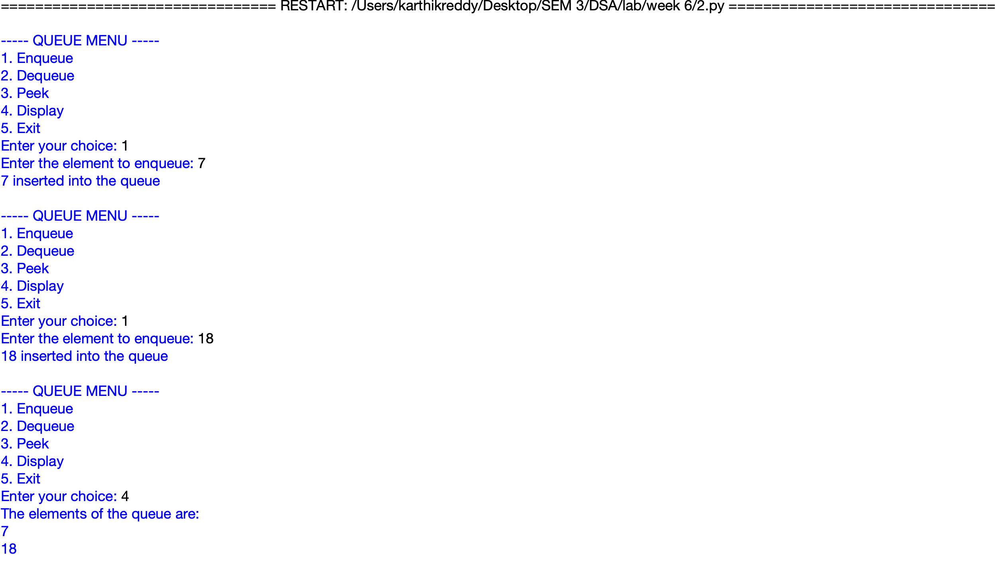 ================================ RESTART: /Users/karthikreddy/Desktop/SEM 3/DSA/lab/week 6/2.py ===============================
----- QUEUE MENU -----
1. Enqueue
2. Dequeue
3. Peek
4. Display
5. Exit
Enter your choice: 1
Enter the element to enqueue: 7
7 inserted into the queue
----- QUEUE MENU -----
1. Enqueue
2. Dequeue
3. Peek
4. Display
5. Exit
Enter your choice: 1
Enter the element to enqueue: 18
18 inserted into the queue
----- QUEUE MENU -----
1. Enqueue
2. Dequeue
3. Peek
4. Display
5. Exit
Enter your choice: 4
The elements of the queue are:
7
18